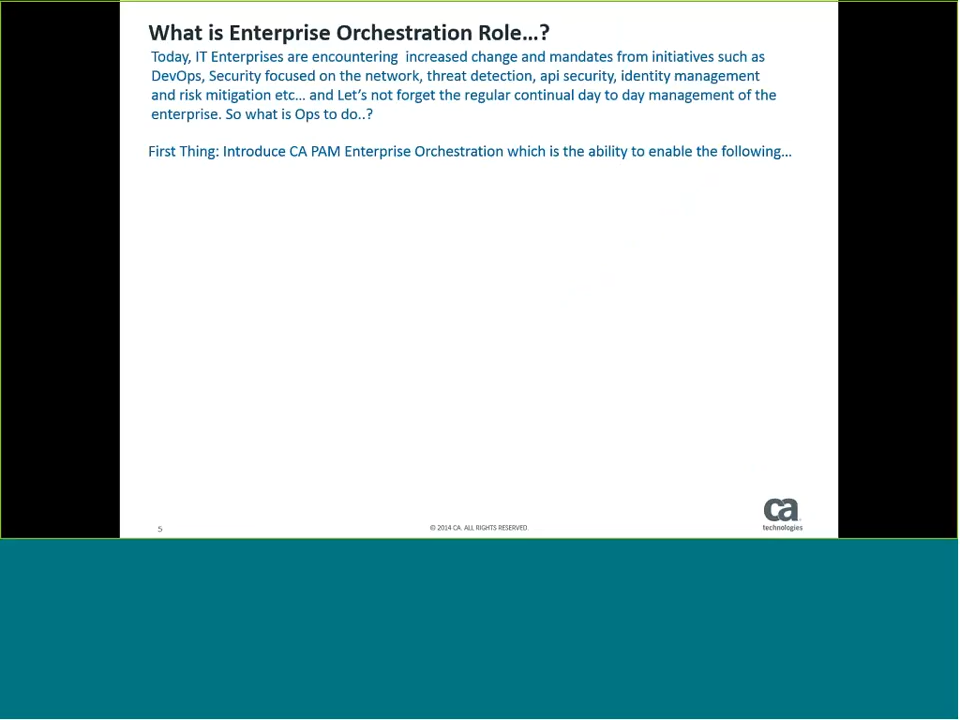 What is Enterprise Orchestration Role...?
Today, IT Enterprises are encountering  increased change and mandates from initiatives such as
DevOps, Security focused on the network, threat detection, api security, identity management
and risk mitigation etc... and Let's not forget the regular continual day to day management of the
enterprise. So what is Ops to do..?
First Thing: Introduce CA PAM Enterprise Orchestration which is the ability to enable the following...
5
© 2014 CA. ALL RIGHTS RESERVED.
ca
technologies